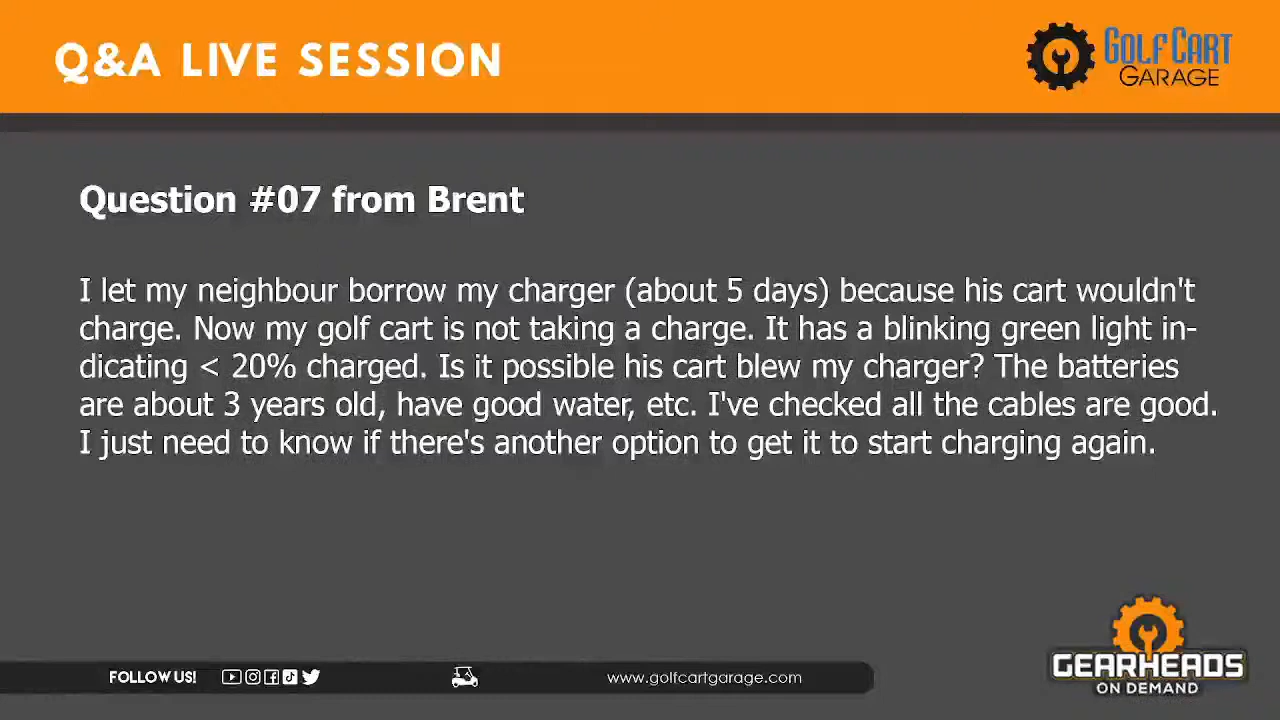 Q&A LIVE SESSION
GOLF CART
GARAGE
Question #07 from Brent
I let my neighbour borrow my charger (about 5 days) because his cart wouldn't
charge. Now my golf cart is not taking a charge. It has a blinking green light in-
dicating < 20% charged. Is it possible his cart blew my charger? The batteries
are about 3 years old, have good water, etc. I've checked all the cables are good.
I just need to know if there's another option to get it to start charging again.
FOLLOW US!
www.golfcartgarage.com
GEARHEADS
ON DEMAND